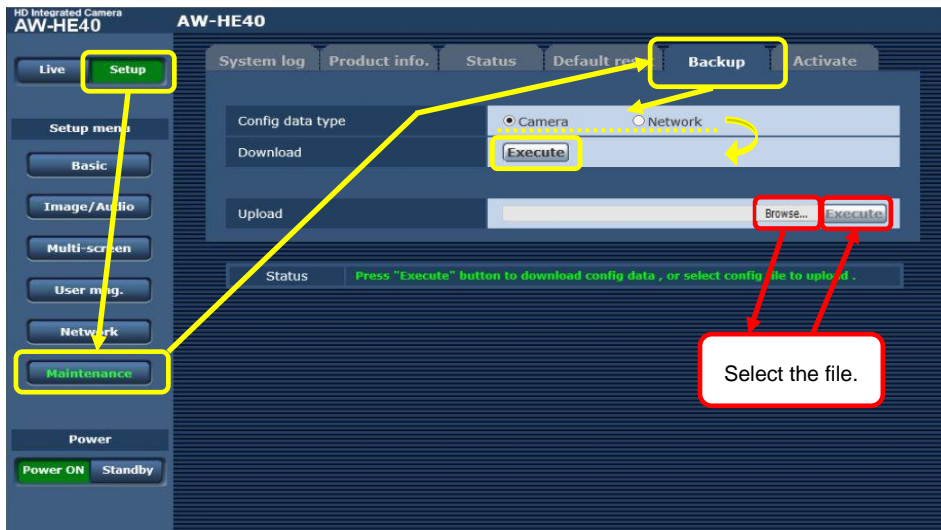 HD Integrated Camera
AW-HE40
AW-HE40
Live Setup
System log Product info. Status Default reset Backup Activate
Setup menu
Config data type Camera Network
Download Execute
Basic
Image/Audio
Upload Browse... Execute
Multi-screen
Status Press "Execute" button to download config data , or select config file to upload .
User mng.
Network
Maintenance
Select the file.
Power
Power ON Standby